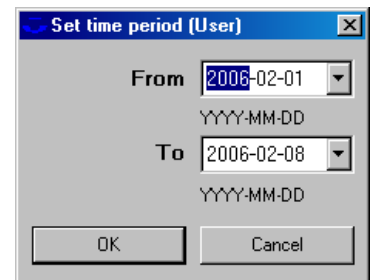 Set time period (User)
From 2006-02-01
YYYY-MM-DD
To 2006-02-08
YYYY-MM-DD
OK Cancel